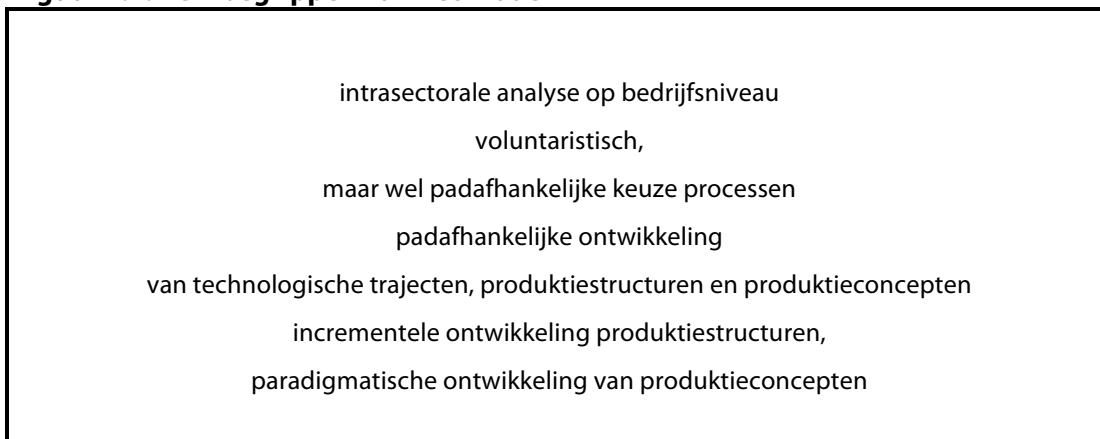 intrasectorale analyse op bedrijfsniveau
voluntaristisch,
maar wel padafhankelijke keuze processen
padafhankelijke ontwikkeling
van technologische trajecten, produktiestructuren en produktieconcepten
incrementele ontwikkeling produktiestructuren,
paradigmatische ontwikkeling van produktieconcepten